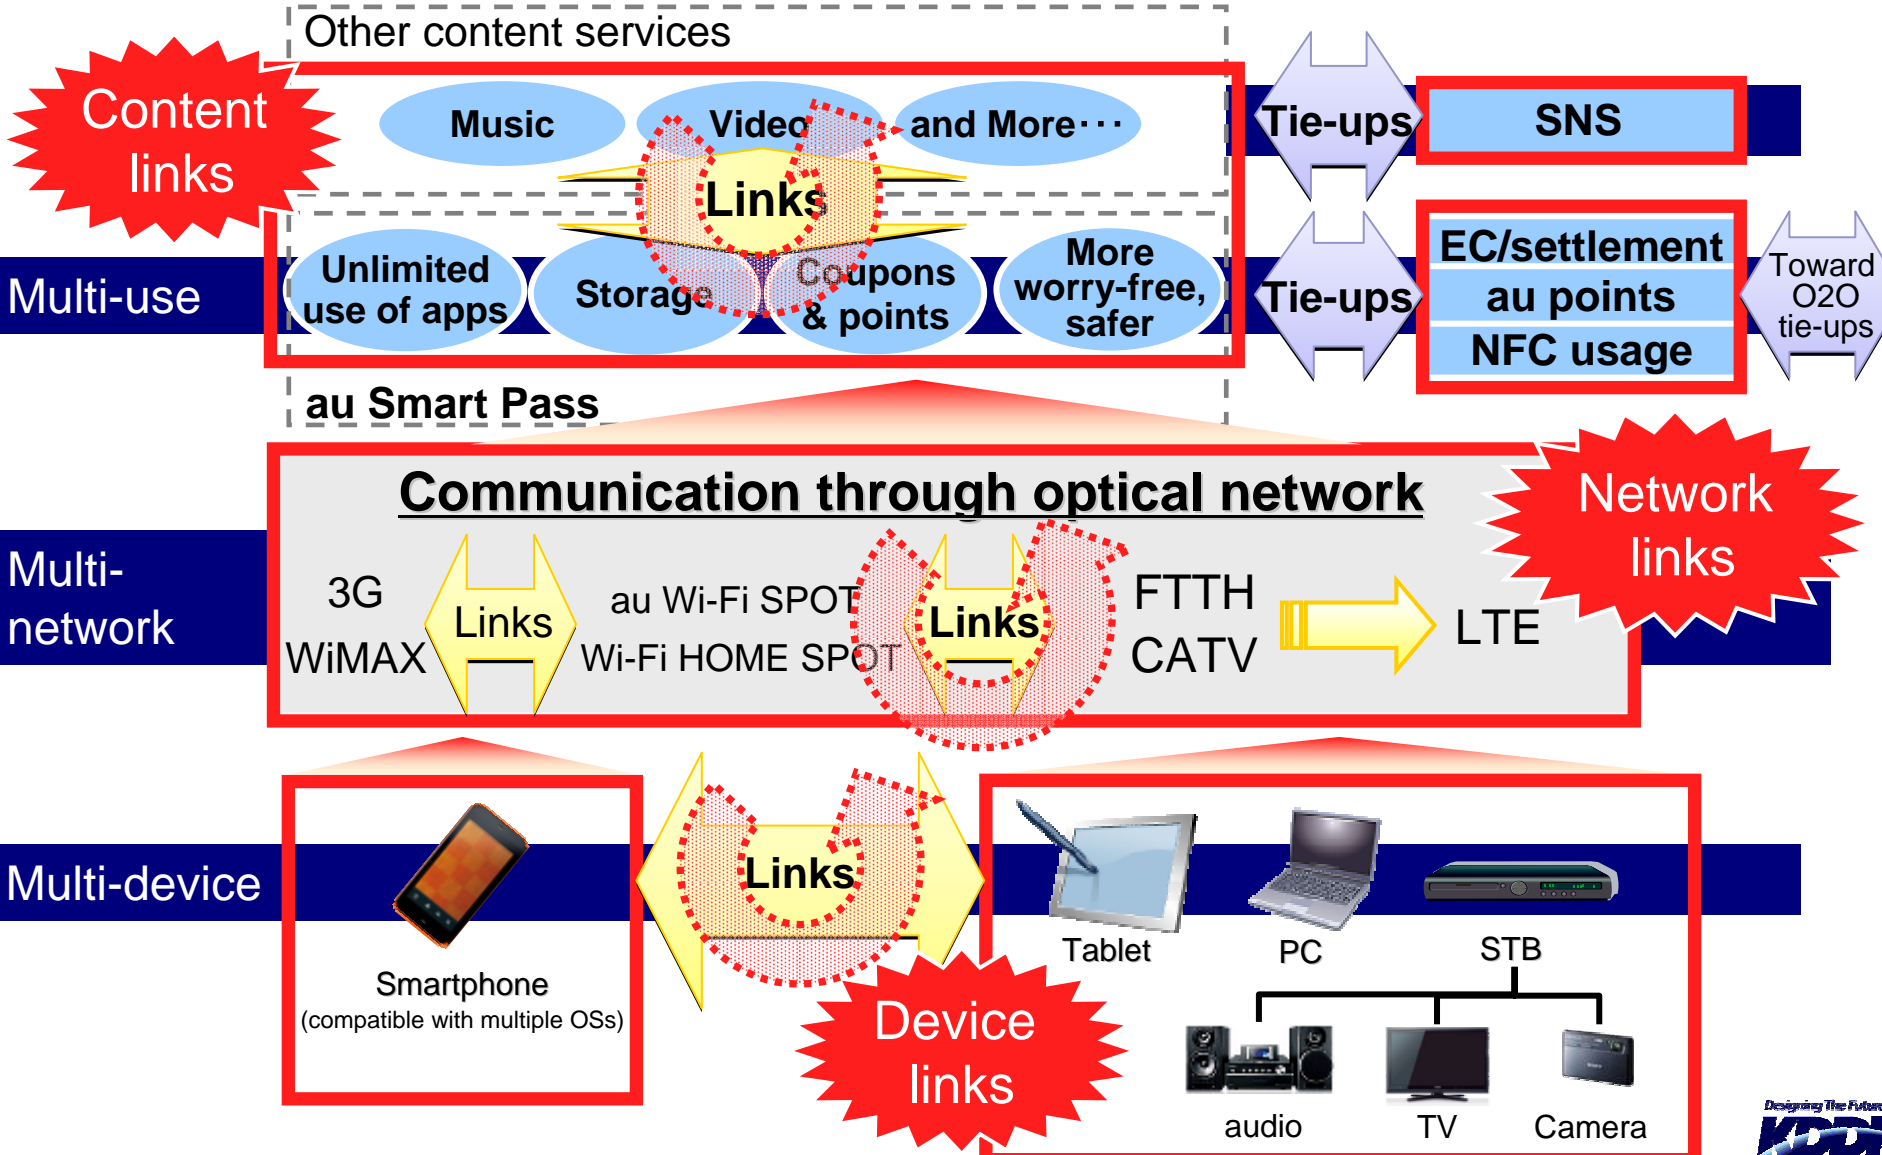 Other content services
Content
links
Music
Video
and More···
Links
Tie-ups
SNS
Multi-use
Unlimited
use of apps
Storage
Coupons
& points
More
worry-free,
safer
Tie-ups
EC/settlement
au points
NFC usage
Toward
O2O
tie-ups
au Smart Pass
Communication through optical network
Network
links
Multi-
network
3G
WiMAX
Links
au Wi-Fi SPOT
Wi-Fi HOME SPOT
Links
FTTH
CATV
LTE
Multi-device
Smartphone
(compatible with multiple OSs)
Links
Device
links
Tablet
PC
STB
audio
TV
Camera
Designing The Future
KDDI